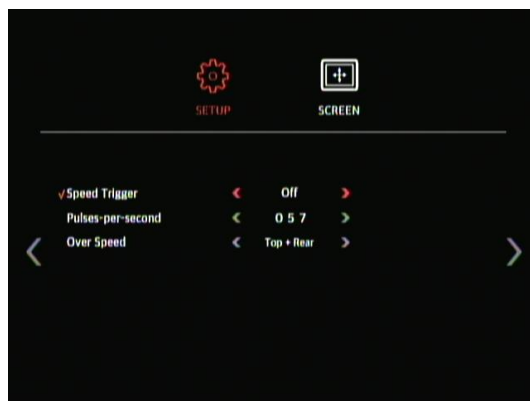 SETUP SCREEN
√Speed Trigger < Off >
Pulses-per-second < 0 5 7 >
Over Speed < Top + Rear >